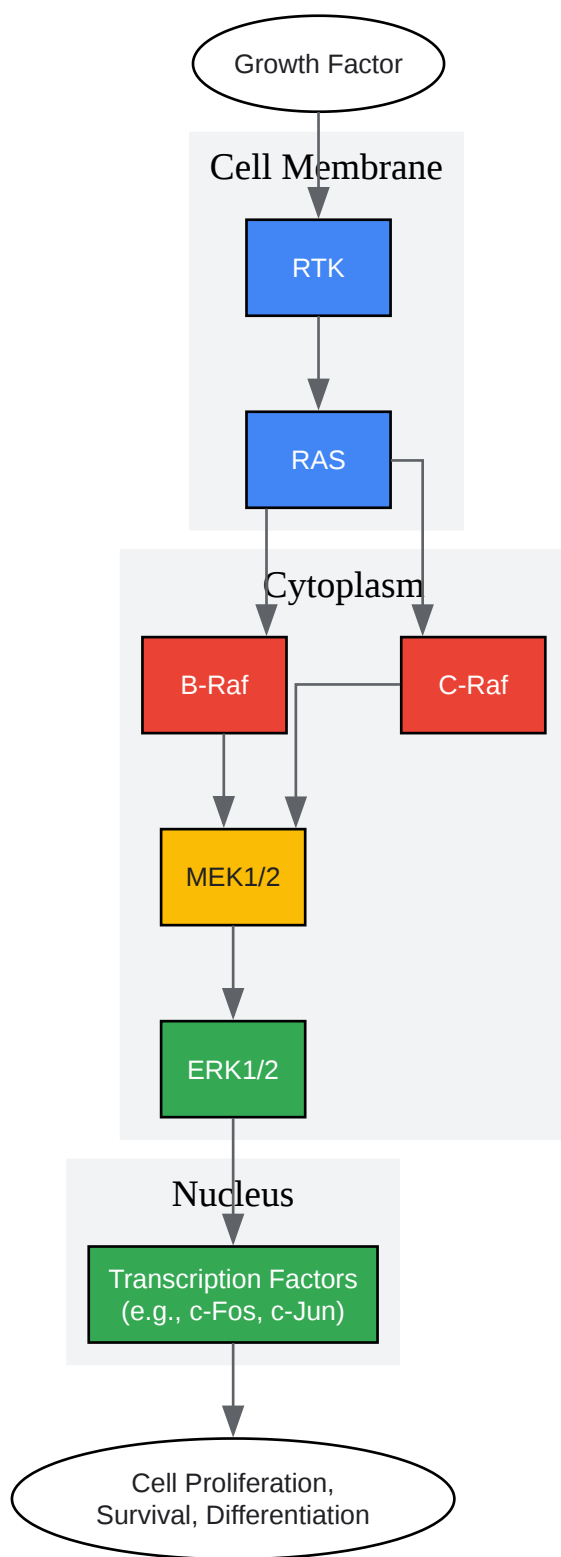 Growth Factor
Cell Membrane
RTK
RAS
Cytoplasm
B-Raf
C-Raf
MEK1/2
ERK1/2
Nucleus
Transcription Factors
(e.g., c-Fos, c-Jun)
Cell Proliferation,
Survival, Differentiation